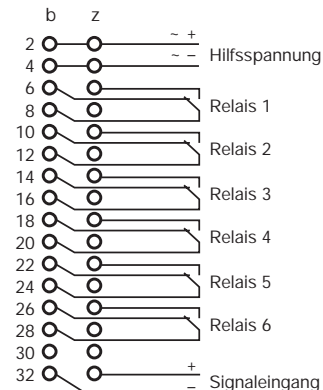 b z
2 ~ +
~ – Hilfsspannung
4
6
Relais 1
8
10
Relais 2
12
14
Relais 3
16
18
Relais 4
20
22
Relais 5
24
26
Relais 6
28
30
32 +
– Signaleingang